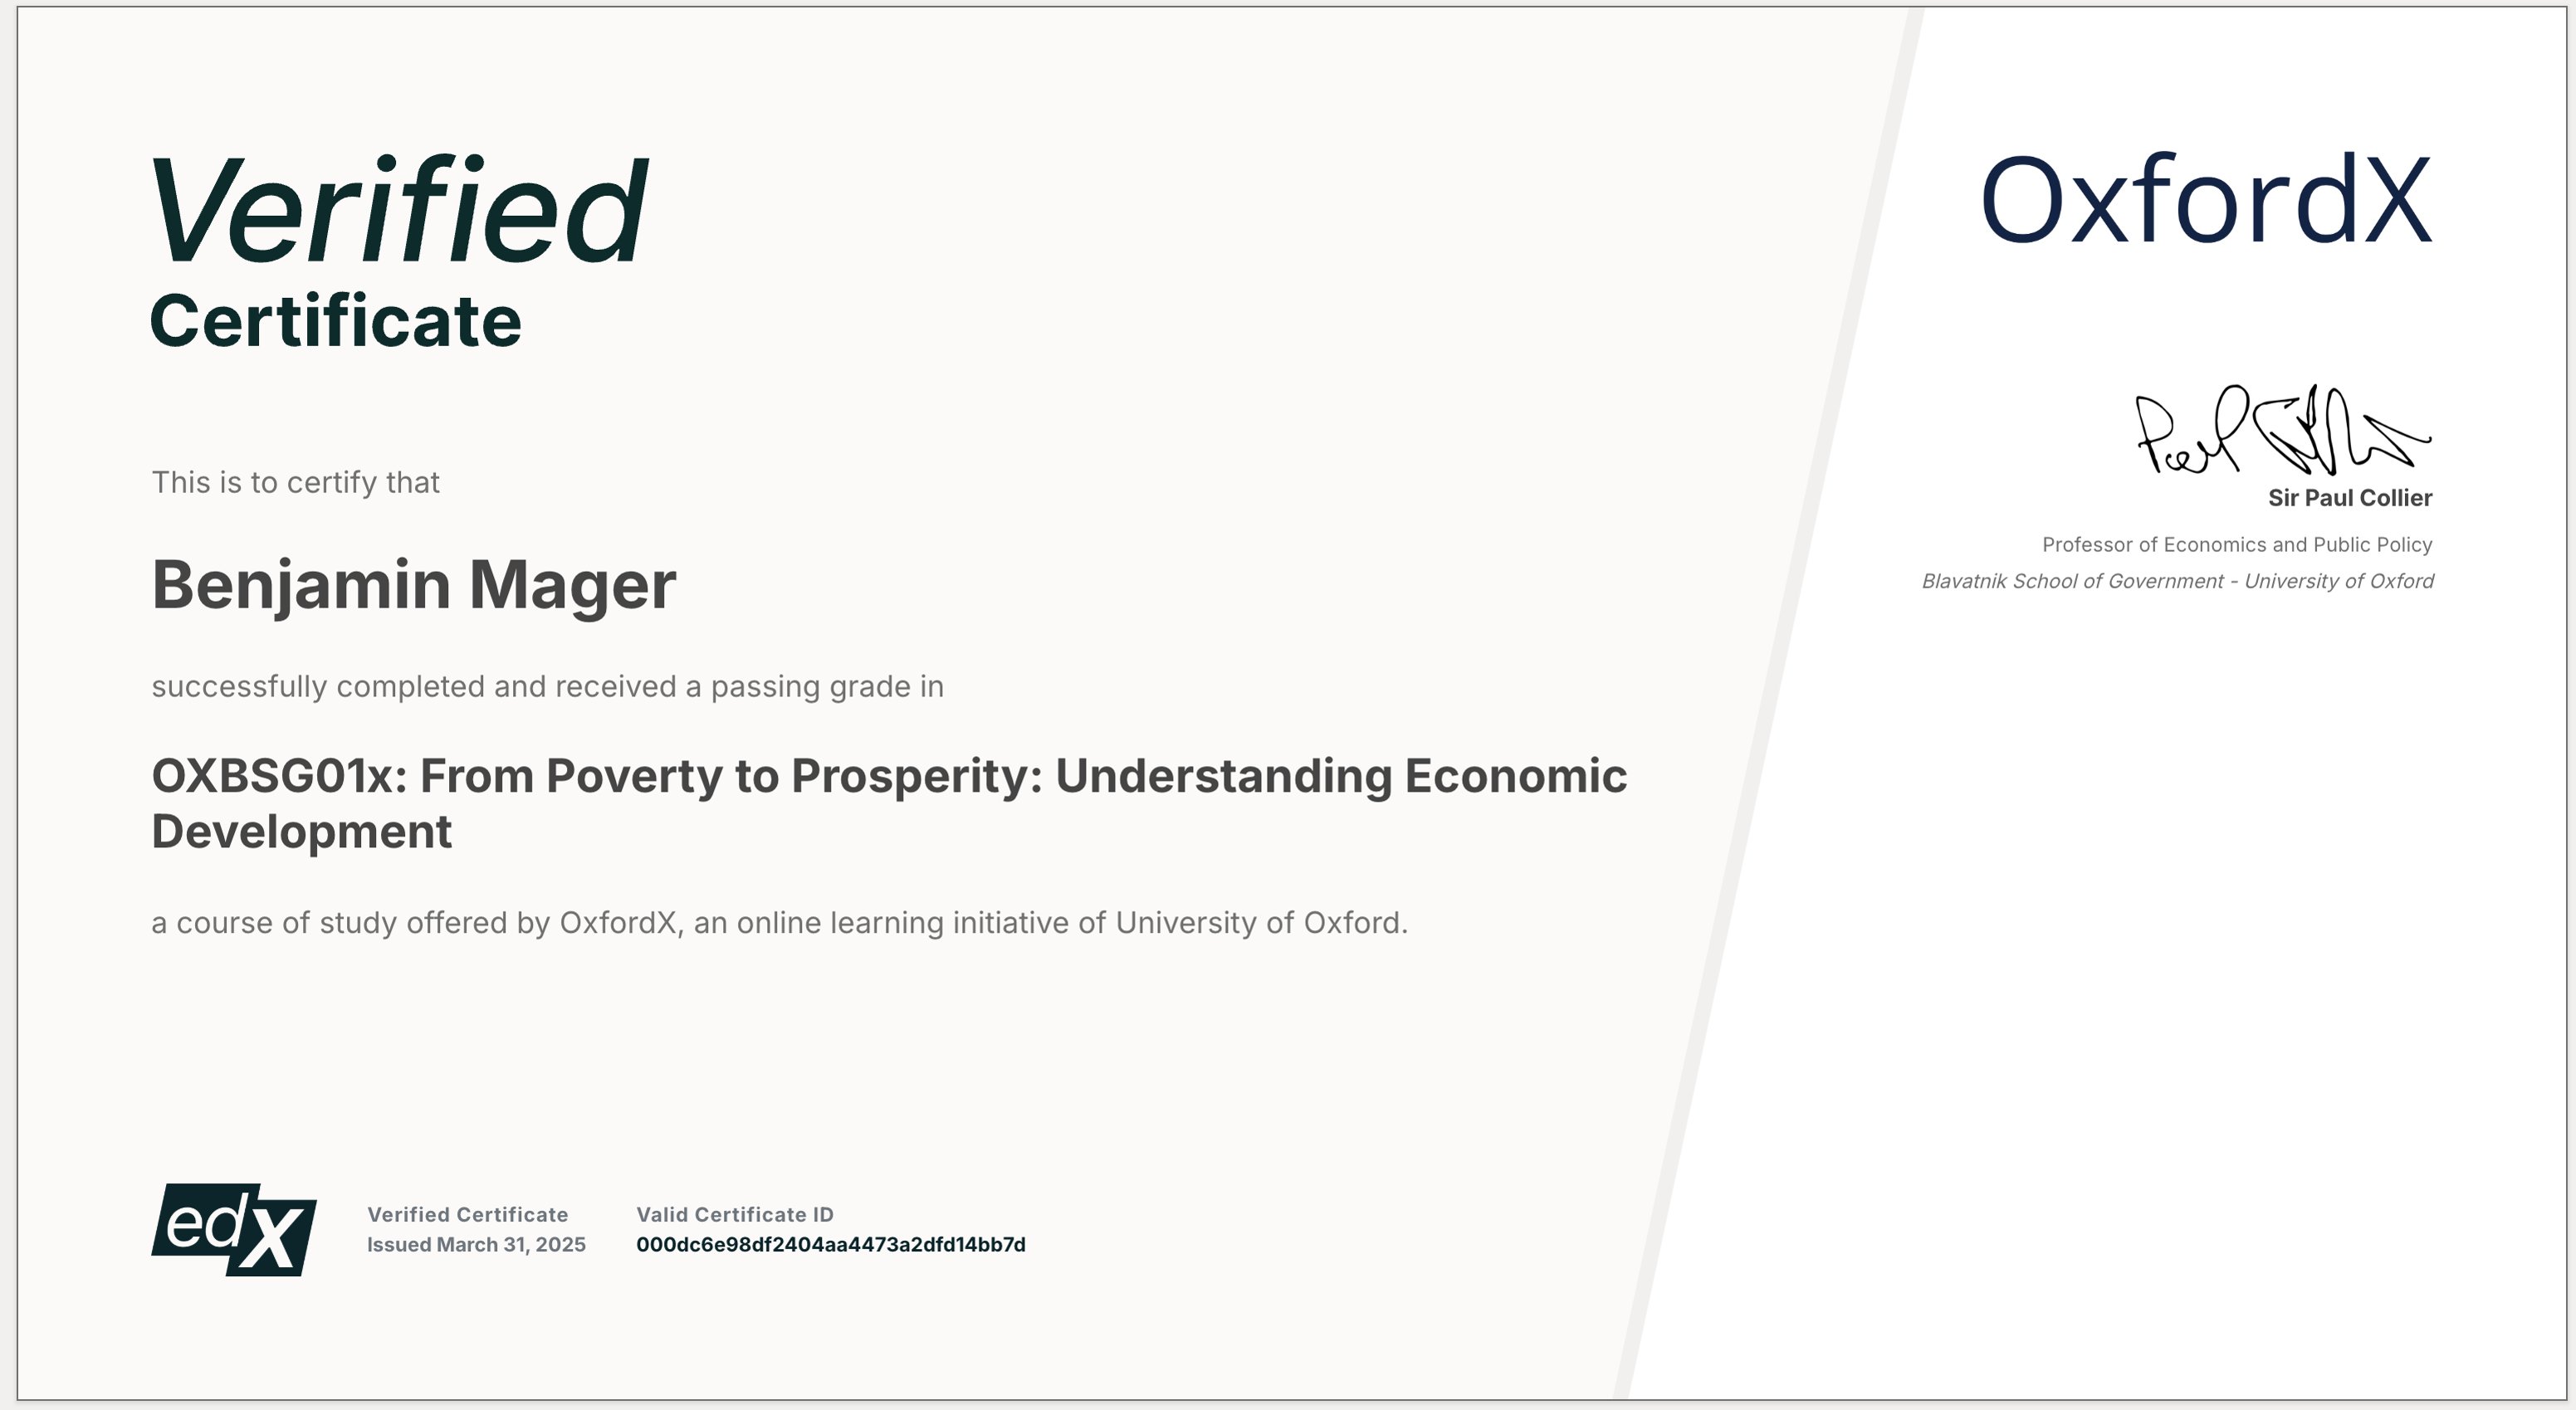 Verified
Certificate
This is to certify that
Benjamin Mager
successfully completed and received a passing grade in
OXBSG01x: From Poverty to Prosperity: Understanding Economic
Development
a course of study offered by OxfordX, an online learning initiative of University of Oxford.
edX
Verified Certificate
Issued March 31, 2025
Valid Certificate ID
000dc6e98df2404aa4473a2dfd14bb7d
OxfordX
Sir Paul Collier
Professor of Economics and Public Policy
Blavatnik School of Government - University of Oxford